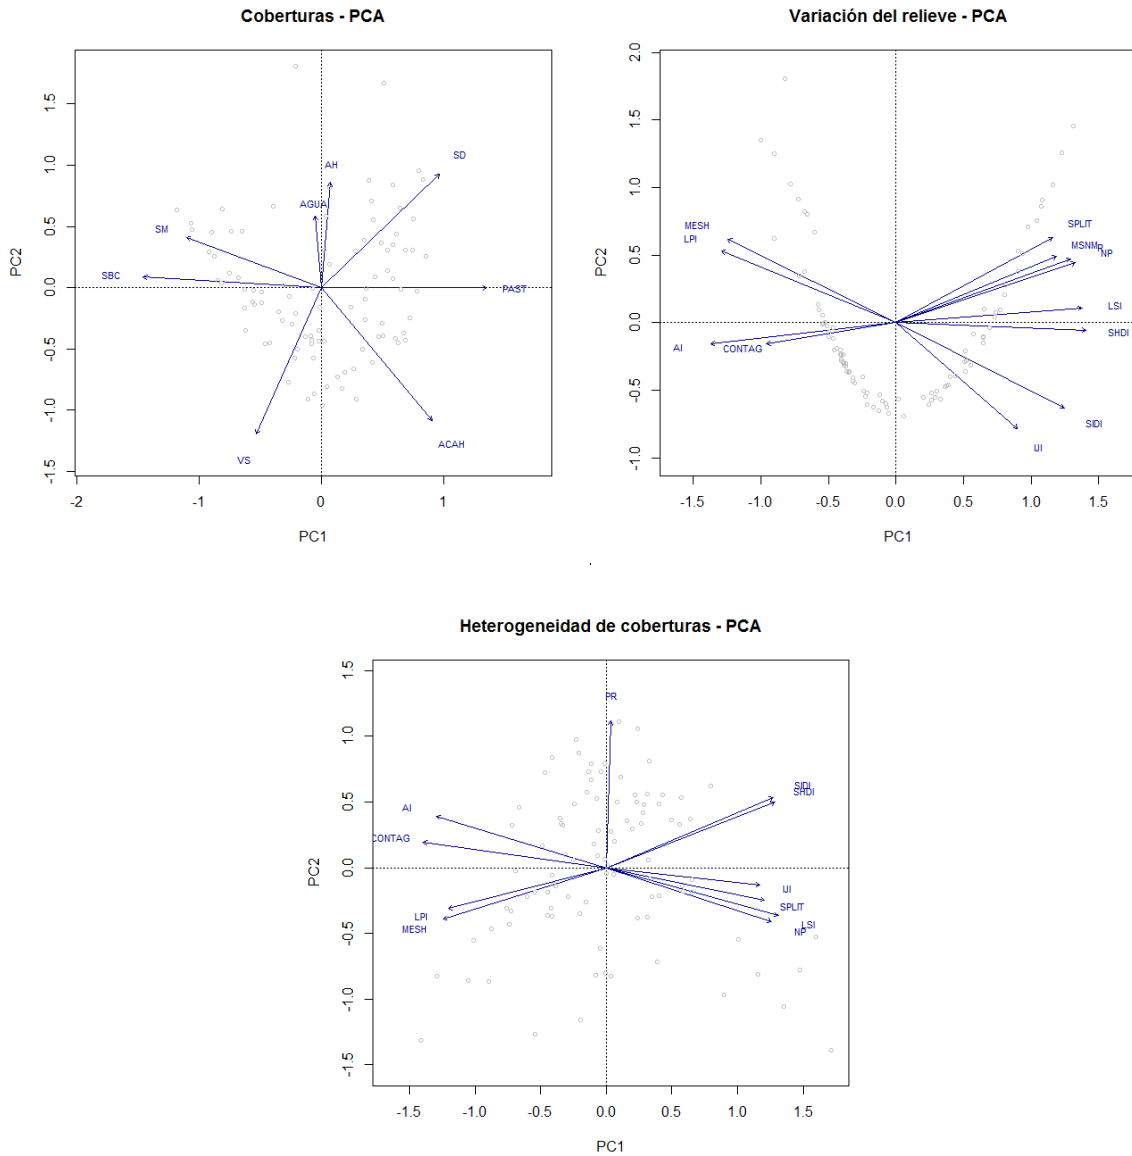 Coberturas - PCA
PC2
1.5
1.0
0.5
0.0
-0.5
-1.0
-1.5
AH
SD
AGUA
SM
SBC
PAST
ACAH
VS
-2
-1
0
1
PC1
Variación del relieve - PCA
PC2
2.0
1.5
1.0
0.5
0.0
-0.5
-1.0
MESH
LPI
SPLIT
MSNM
NP
LSI
SHDI
AI
CONTAG
SIDI
IJI
-1.5
-1.0
-0.5
0.0
0.5
1.0
1.5
PC1
Heterogeneidad de coberturas - PCA
PC2
1.5
1.0
0.5
0.0
-0.5
-1.0
-1.5
PR
SIDI
SHDI
AI
CONTAG
IJI
LPI
SPLIT
MESH
LSI
NP
-1.5
-1.0
-0.5
0.0
0.5
1.0
1.5
PC1